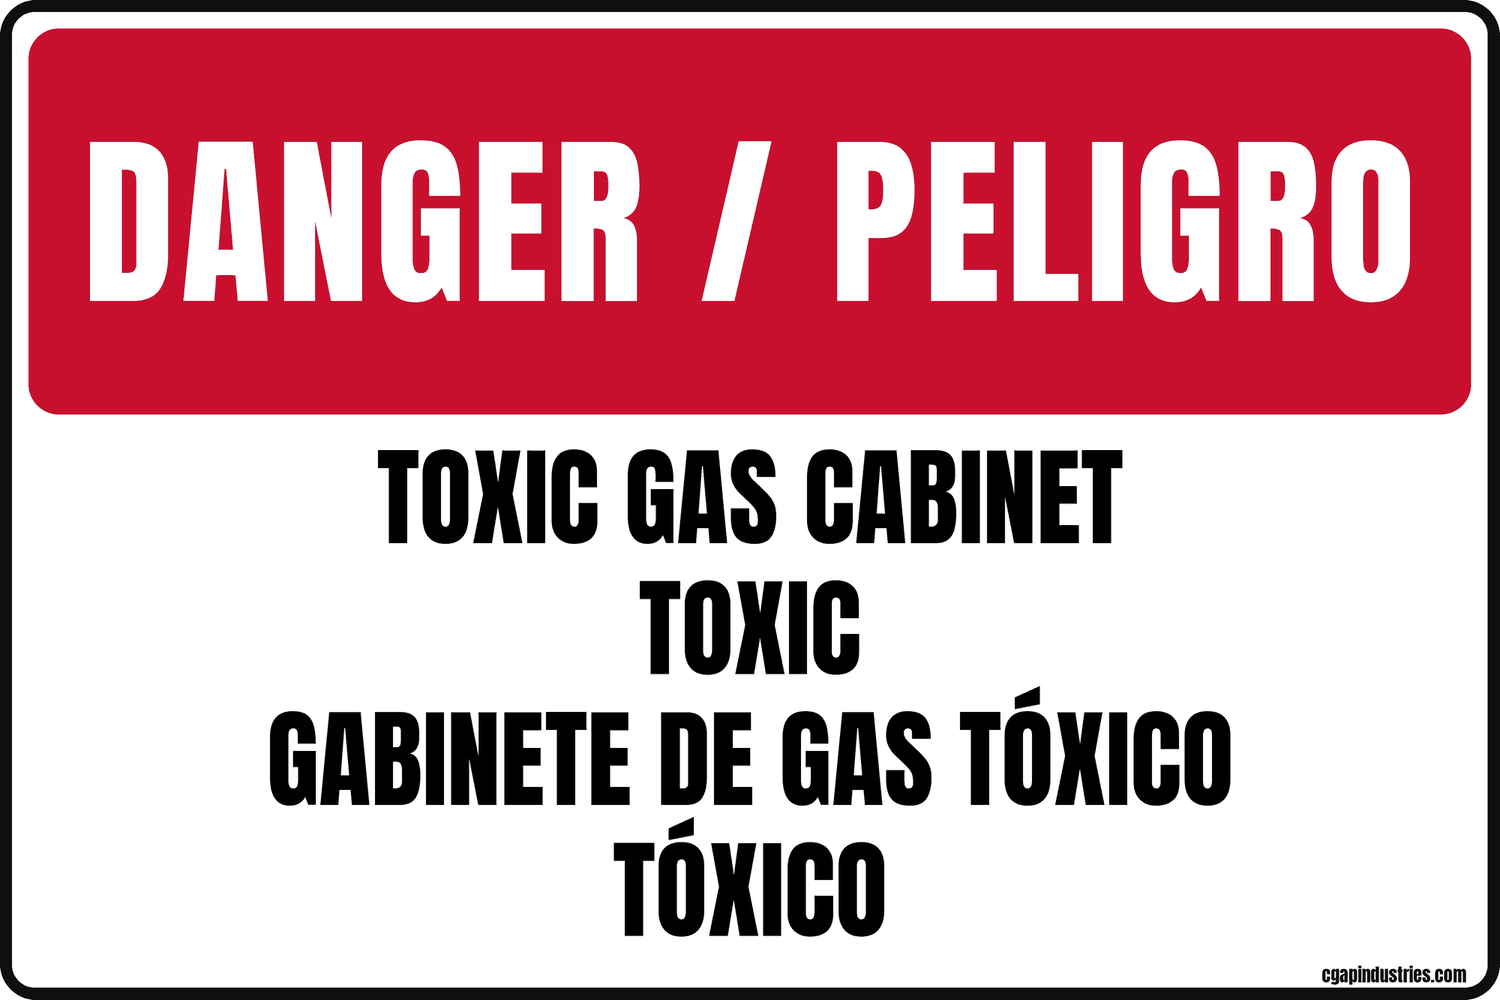 DANGER / PELIGRO
TOXIC GAS CABINET
TOXIC
GABINETE DE GAS TÓXICO
TÓXICO
cgapindustries.com